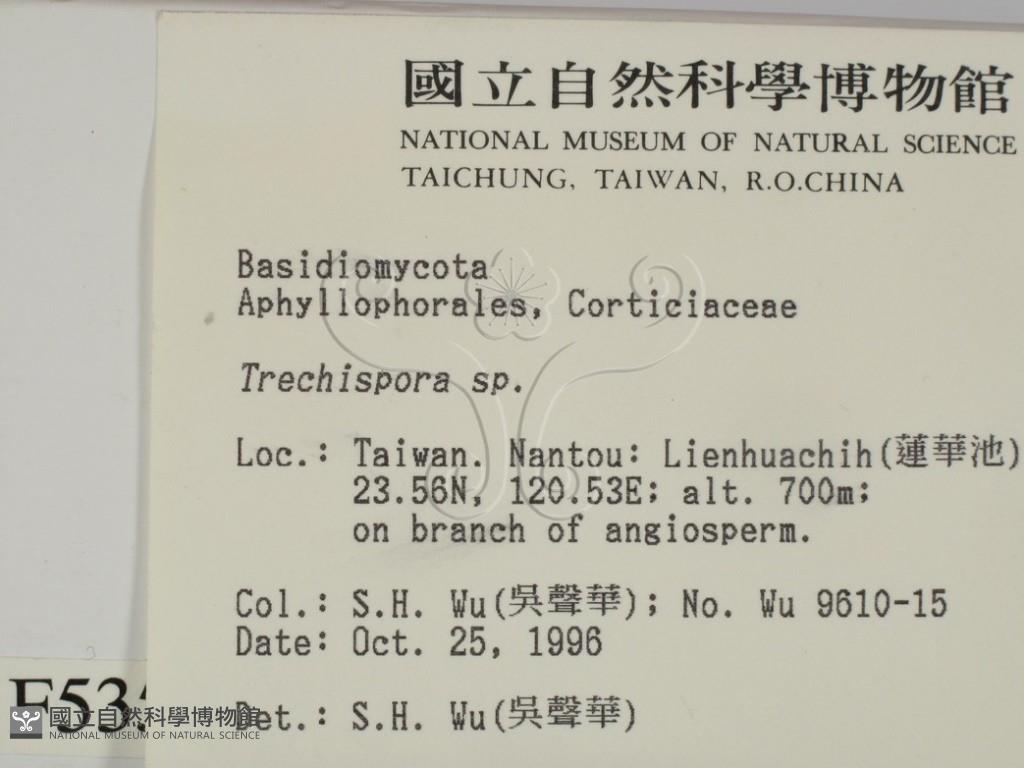 國立自然科學博物館
NATIONAL MUSEUM OF NATURAL SCIENCE
TAICHUNG, TAIWAN, R.O.CHINA
Basidiomycota
Aphyllophorales, Corticiaceae
Trechispora sp.
Loc.: Taiwan. Nantou: Lienhuachih(蓮華池)
23.56N, 120.53E; alt. 700m;
on branch of angiosperm.
Col.: S.H. Wu(吳聲華); No. Wu 9610-15
Date: Oct. 25, 1996
Det.: S.H. Wu(吳聲華)
F535
國立自然科學博物館
NATIONAL MUSEUM OF NATURAL SCIENCE